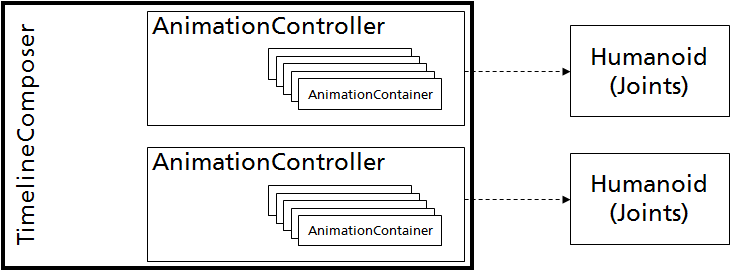 TimelineComposer
AnimationController
AnimationContainer
Humanoid
(Joints)
AnimationController
AnimationContainer
Humanoid
(Joints)